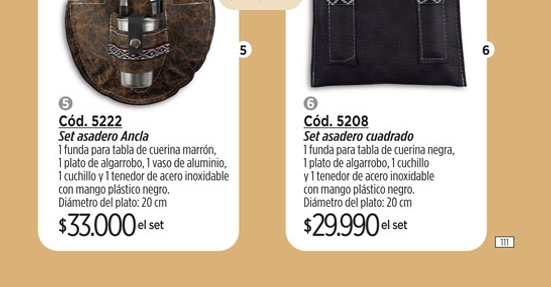 5
5
Cód. 5222
Set asadero Ancla
1 funda para tabla de cuerina marrón,
1 plato de algarrobo, 1 vaso de aluminio,
1 cuchillo y 1 tenedor de acero inoxidable
con mango plástico negro.
Diámetro del plato: 20 cm
$33.000 el set
6
6
Cód. 5208
Set asadero cuadrado
1 funda para tabla de cuerina negra,
1 plato de algarrobo, 1 cuchillo
y 1 tenedor de acero inoxidable
con mango plástico negro.
Diámetro del plato: 20 cm
$29.990 el set
111